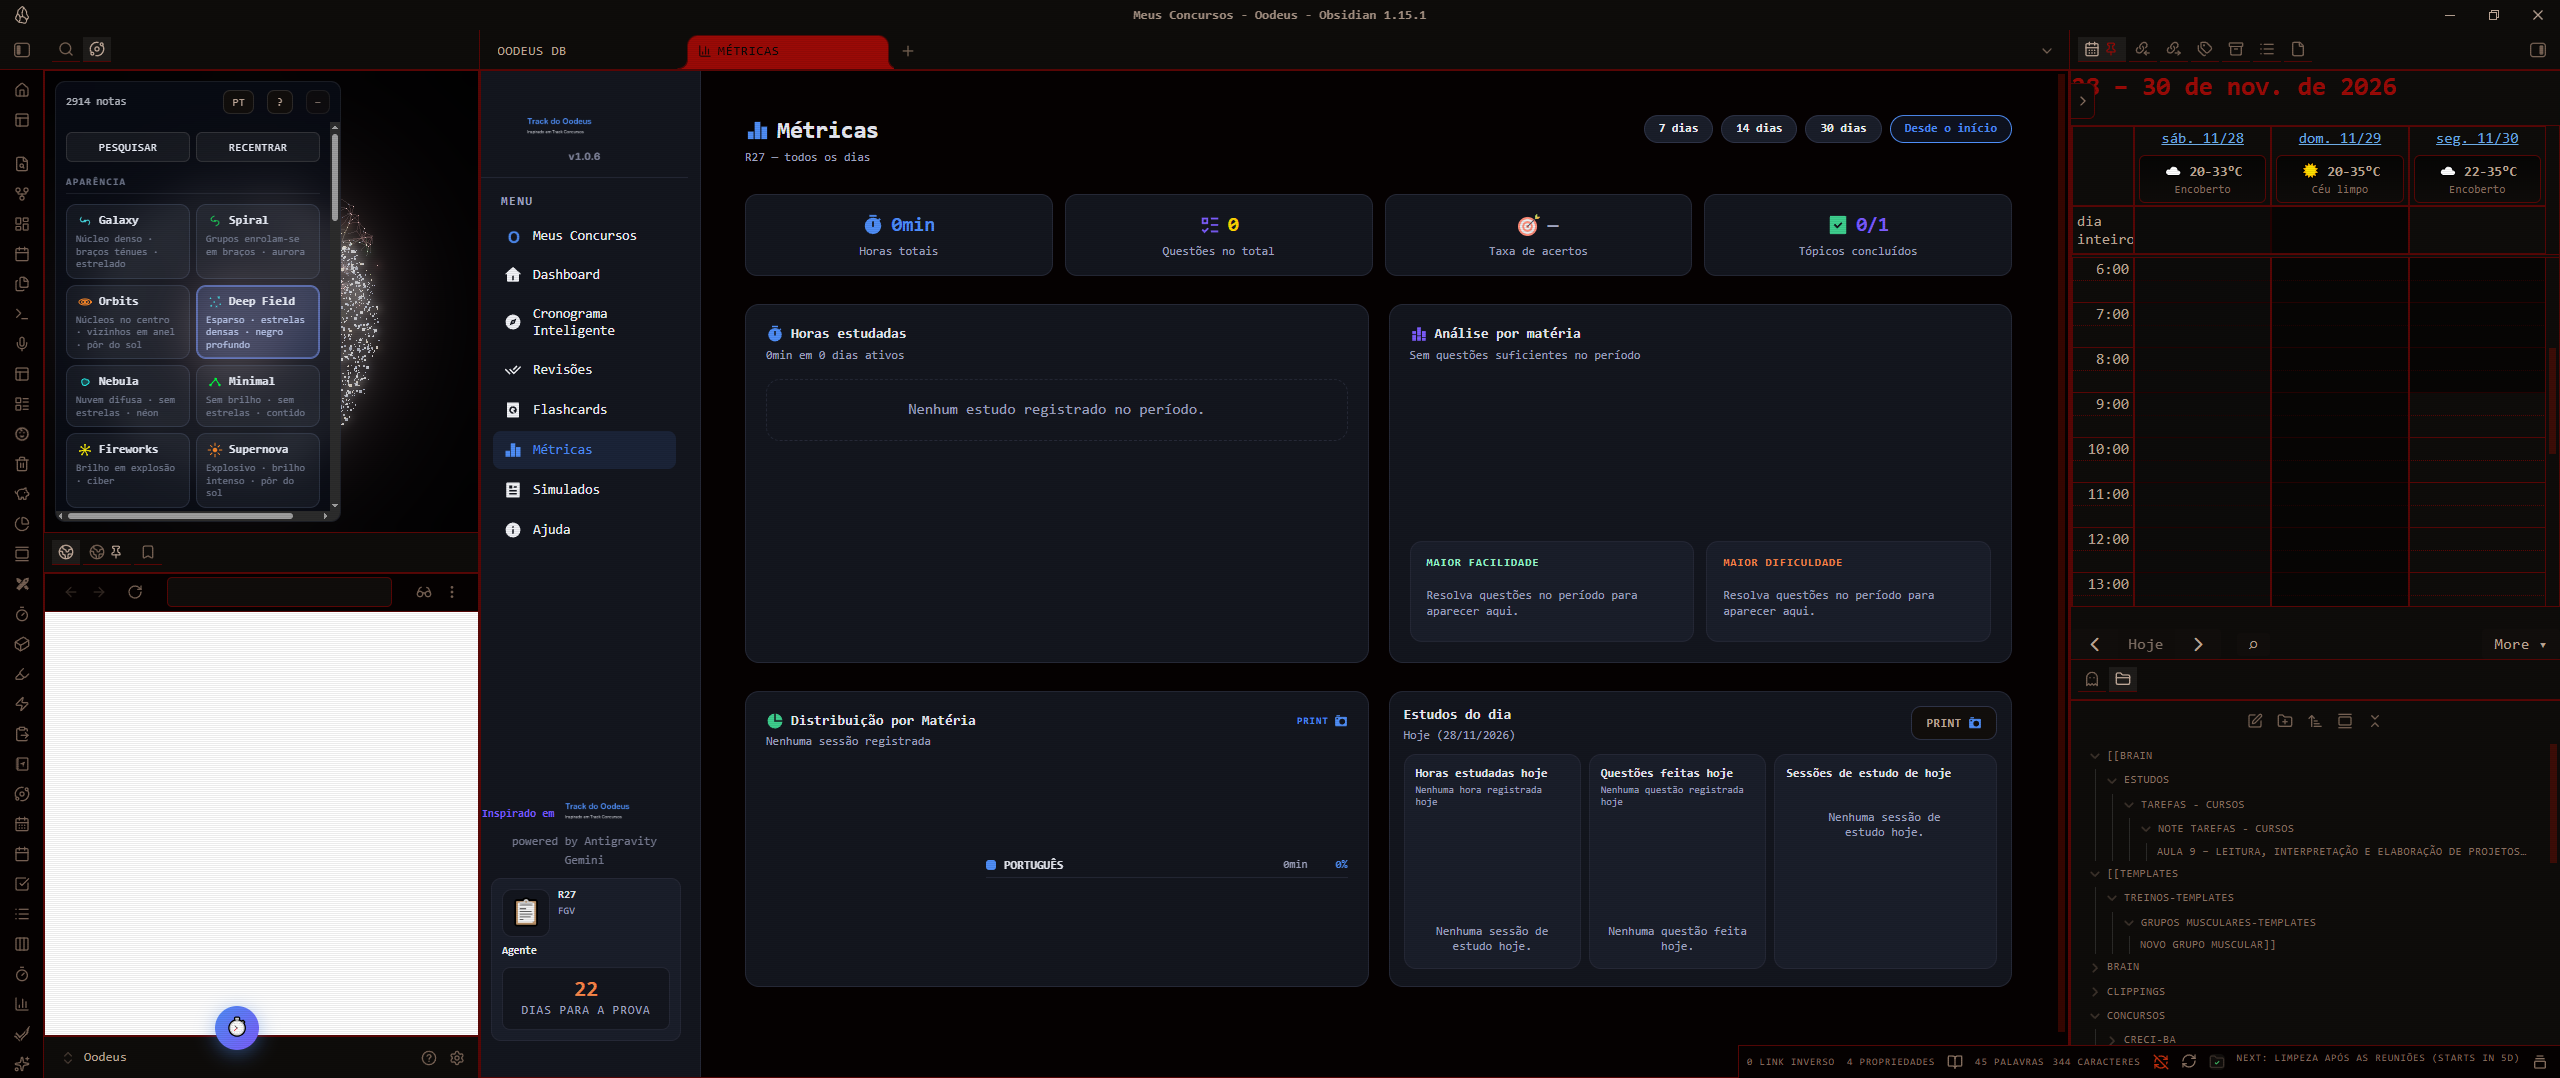 Meus Concursos - Oodeus - Obsidian 1.15.1
OODEUS DB
MÉTRICAS
2914 notas
PT
?
PESQUISAR
RECENTRAR
APARÊNCIA
Galaxy
Núcleo denso ·
braços ténues ·
estrelado
Spiral
Grupos enrolam-se
em braços · aurora
Orbits
Núcleos no centro
· vizinhos em anel
· pôr do sol
Deep Field
Esparso · estrelas
densas · negro
profundo
Nebula
Nuvem difusa · sem
estrelas · néon
Minimal
Sem brilho · sem
estrelas · contido
Fireworks
Brilho em explosão
· ciber
Supernova
Explosivo · brilho
intenso · pôr do
sol
Oodeus
Track do Oodeus
Inspirado em Track Concursos
v1.0.6
MENU
O Meus Concursos
Dashboard
Cronograma
Inteligente
Revisões
Flashcards
Métricas
Simulados
Ajuda
Inspirado em
Track do Oodeus
Inspirado em Track Concursos
powered by Antigravity
Gemini
R27
FGV
Agente
22
DIAS PARA A PROVA
Métricas
R27 — todos os dias
7 dias
14 dias
30 dias
Desde o início
0min
Horas totais
0
Questões no total
—
Taxa de acertos
0/1
Tópicos concluídos
Horas estudadas
0min em 0 dias ativos
Nenhum estudo registrado no período.
Análise por matéria
Sem questões suficientes no período
MAIOR FACILIDADE
Resolva questões no período para
aparecer aqui.
MAIOR DIFICULDADE
Resolva questões no período para
aparecer aqui.
Distribuição por Matéria
Nenhuma sessão registrada
PRINT
PORTUGUÊS
0min
0%
Estudos do dia
Hoje (28/11/2026)
PRINT
Horas estudadas hoje
Nenhuma hora registrada
hoje
Nenhuma sessão de
estudo hoje.
Questões feitas hoje
Nenhuma questão registrada
hoje
Nenhuma questão feita
hoje.
Sessões de estudo de hoje
Nenhuma sessão de
estudo hoje.
28 – 30 de nov. de 2026
sáb. 11/28
dom. 11/29
seg. 11/30
20-33°C
Encoberto
20-35°C
Céu limpo
22-35°C
Encoberto
dia
inteiro
6:00
7:00
8:00
9:00
10:00
11:00
12:00
13:00
Hoje
More
[[BRAIN
ESTUDOS
TAREFAS - CURSOS
NOTE TAREFAS - CURSOS
AULA 9 – LEITURA, INTERPRETAÇÃO E ELABORAÇÃO DE PROJETOS…
[[TEMPLATES
TREINOS-TEMPLATES
GRUPOS MUSCULARES-TEMPLATES
NOVO GRUPO MUSCULAR]]
BRAIN
CLIPPINGS
CONCURSOS
CRECI-BA
0 LINK INVERSO
4 PROPRIEDADES
45 PALAVRAS
344 CARACTERES
NEXT: LIMPEZA APÓS AS REUNIÕES (STARTS IN 5D)